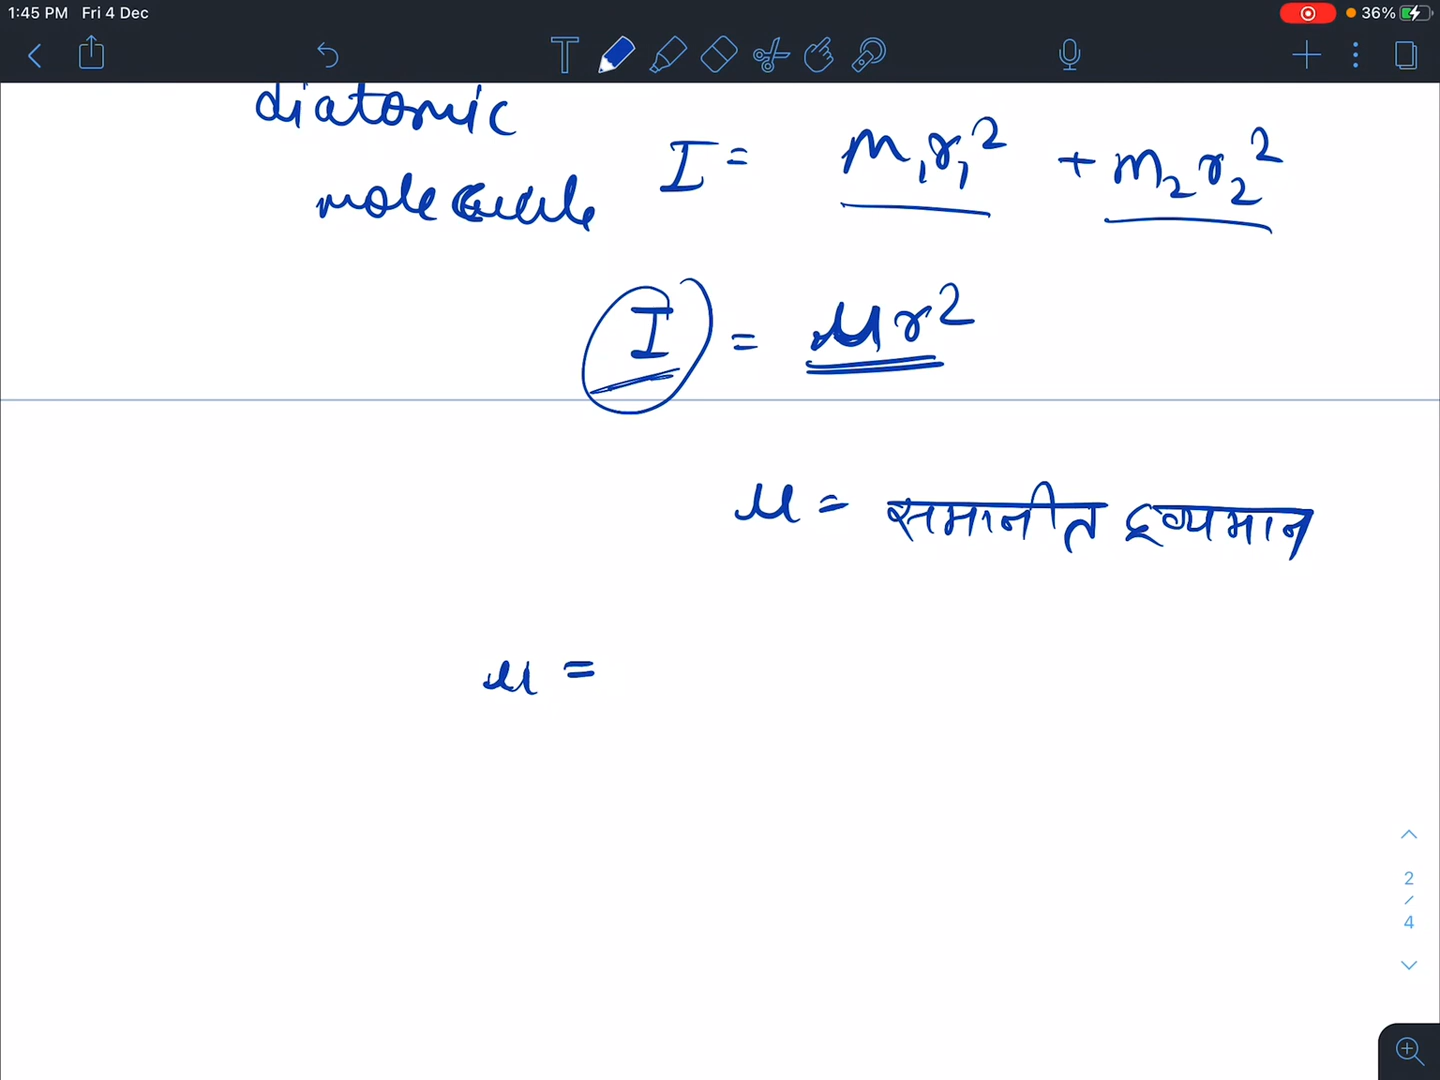 1:45 PM Fri 4 Dec
36%
diatomic
molecule
I = m₁r₁² + m₂r₂²
I = μr²
μ = समानीत द्रव्यमान
μ =
2
/
4